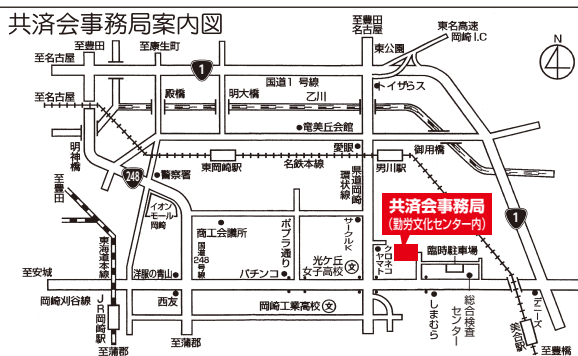 共済会事務局案内図
至豊田
至康生町
至豊田
名古屋
東名高速
岡崎I.C
N
至名古屋
1
国道1号線
東公園
トイザらス
至名古屋
殿橋
明大橋
乙川
竜美丘会館
愛眼
御用橋
明神橋
248
東岡崎駅
名鉄本線
男川駅
県道岡崎
環状線
警察署
至豊田
イオン
モール
岡崎
共済会事務局
(勤労文化センター内)
1
東海道本線
商工会議所
国道248号線
ポプラ通り
サークルK
光ケ丘
女子高校
文
クロネコ
ヤマト
臨時駐車場
至安城
洋服の青山
パチンコ
岡崎刈谷線
JR岡崎駅
西友
岡崎工業高校
文
しまむら
総合検査
センター
デニーズ
美合駅
至蒲郡
至蒲郡
至豊橋